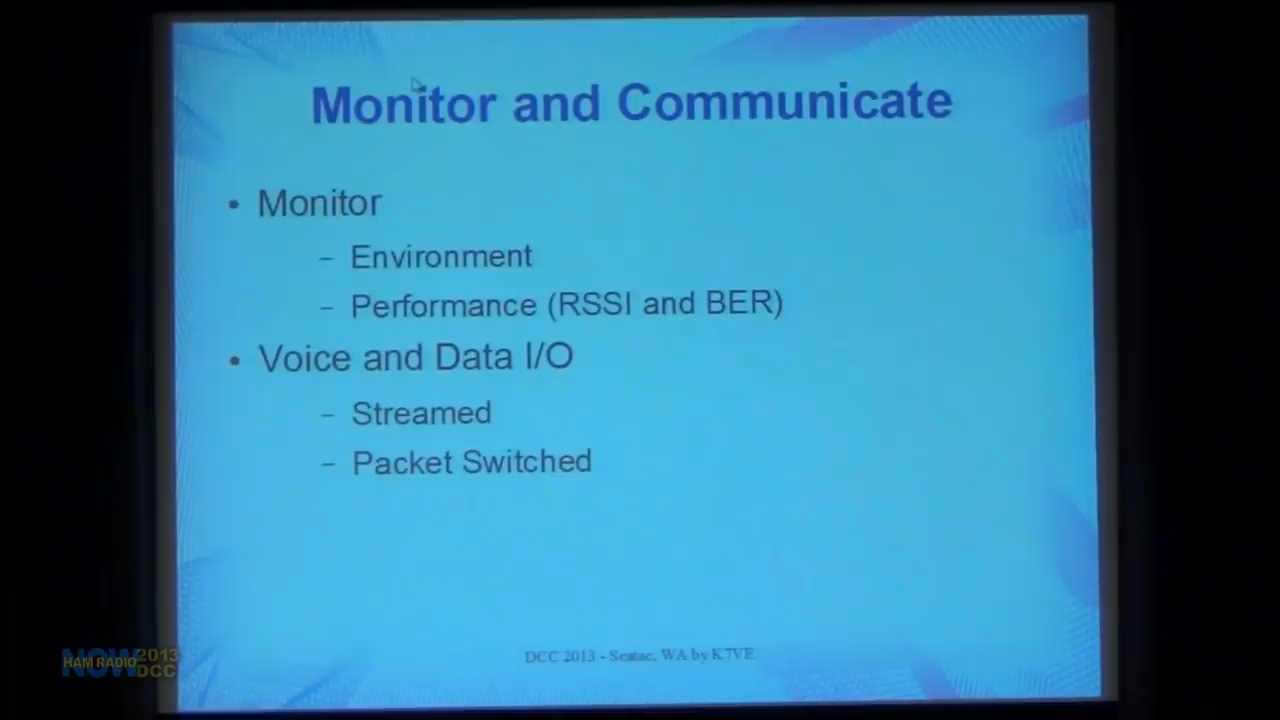 Monitor and Communicate
• Monitor
– Environment
– Performance (RSSI and BER)
• Voice and Data I/O
– Streamed
– Packet Switched
DCC 2013 - Seatac, WA by K7VE
HAM RADIO NOW 2013 DCC